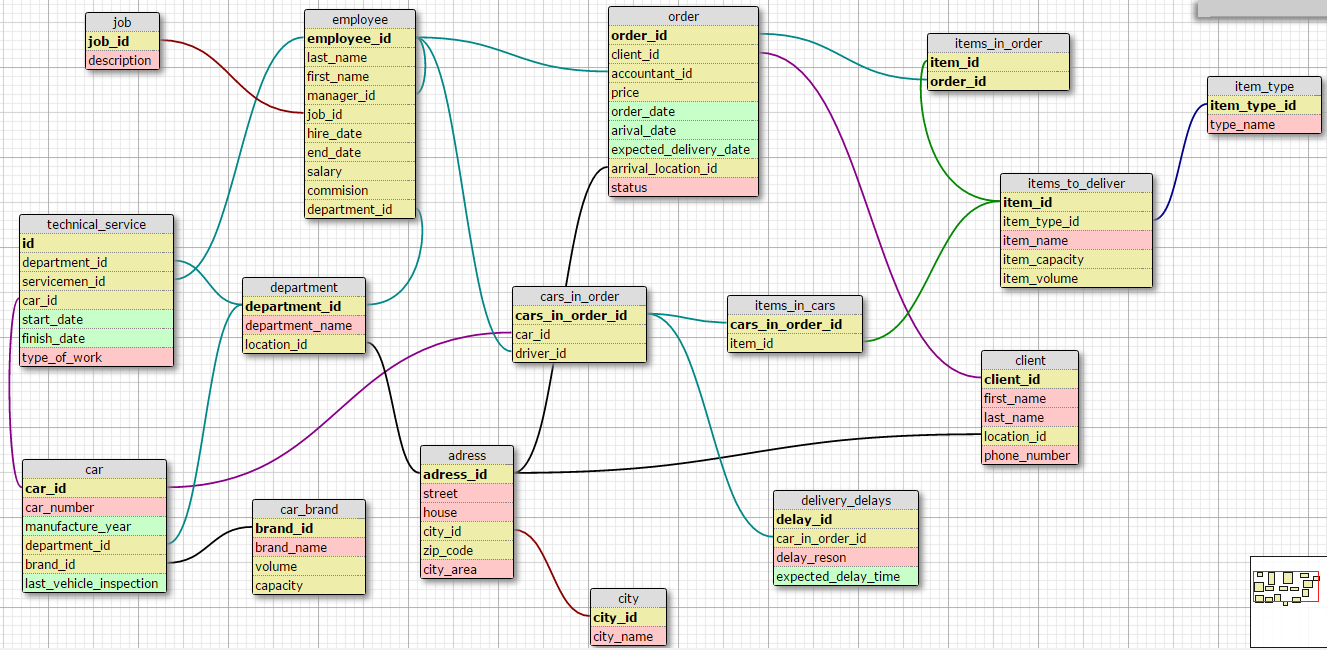 job
job_id
description
employee
employee_id
last_name
first_name
manager_id
job_id
hire_date
end_date
salary
commision
department_id
order
order_id
client_id
accountant_id
price
order_date
arival_date
expected_delivery_date
arrival_location_id
status
items_in_order
item_id
order_id
item_type
item_type_id
type_name
items_to_deliver
item_id
item_type_id
item_name
item_capacity
item_volume
technical_service
id
department_id
servicemen_id
car_id
start_date
finish_date
type_of_work
department
department_id
department_name
location_id
cars_in_order
cars_in_order_id
car_id
driver_id
items_in_cars
cars_in_order_id
item_id
client
client_id
first_name
last_name
location_id
phone_number
car
car_id
car_number
manufacture_year
department_id
brand_id
last_vehicle_inspection
car_brand
brand_id
brand_name
volume
capacity
adress
adress_id
street
house
city_id
zip_code
city_area
delivery_delays
delay_id
car_in_order_id
delay_reson
expected_delay_time
city
city_id
city_name